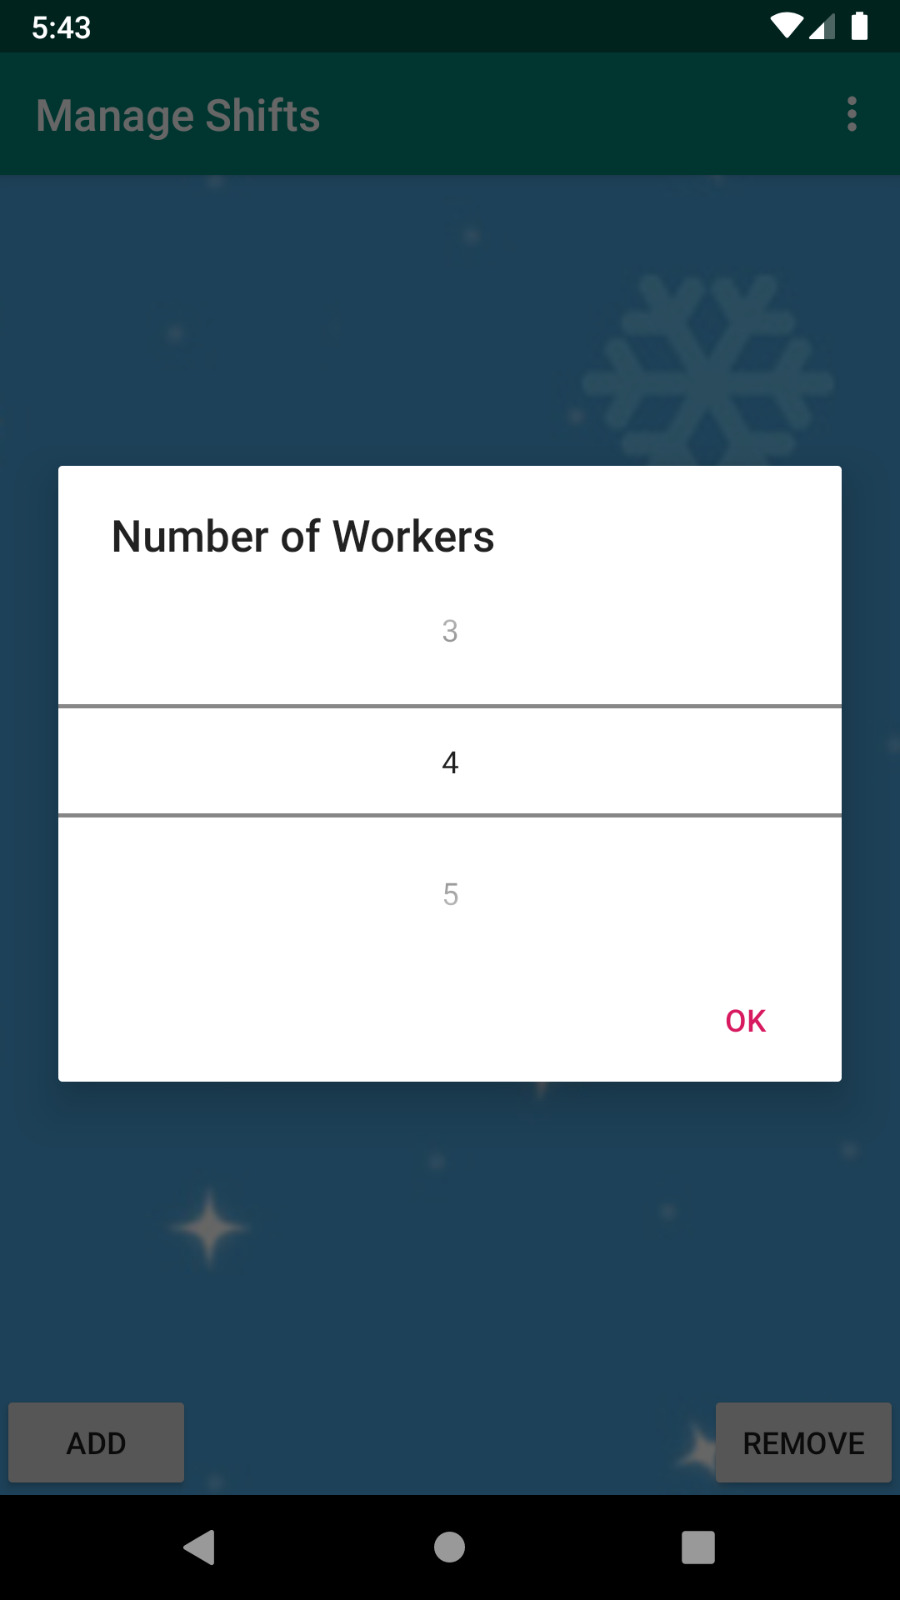 5:43
Manage Shifts
Number of Workers
3
4
5
OK
ADD
REMOVE